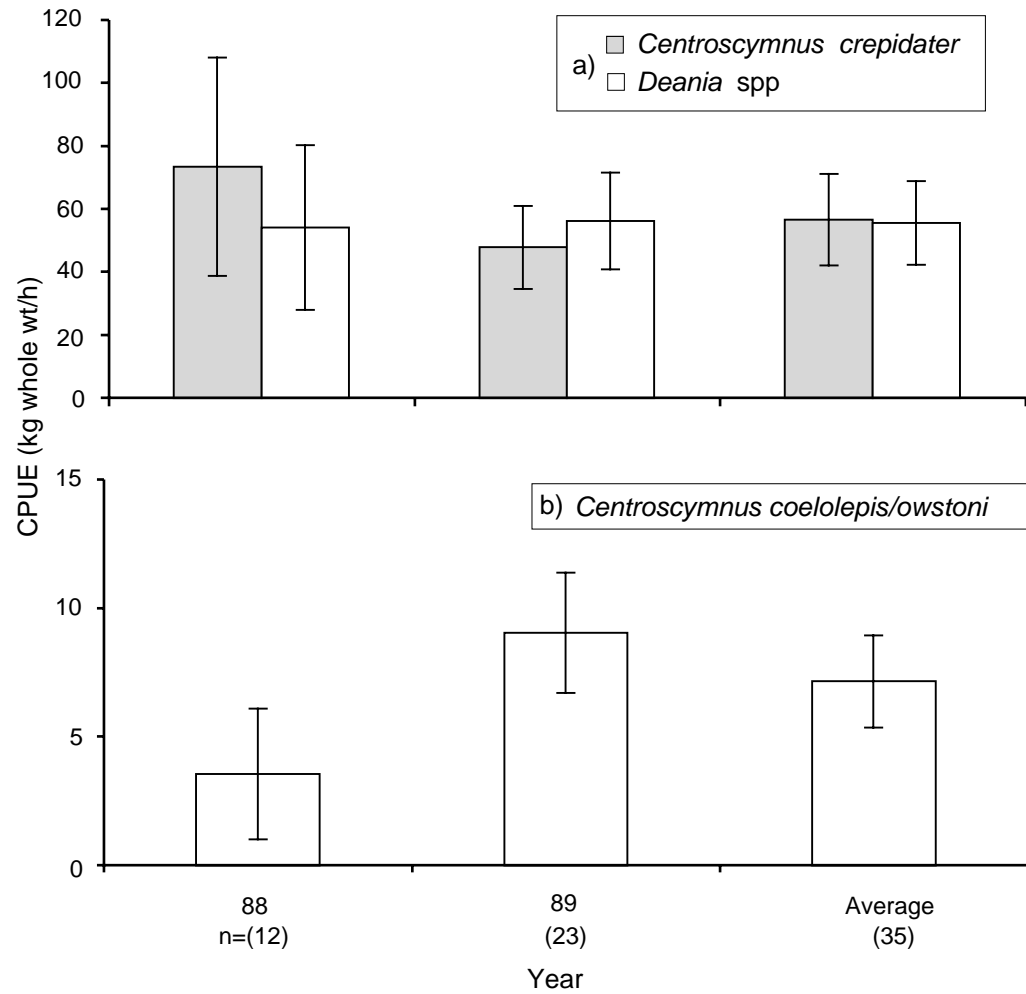 120
100
80
60
40
20
0
a)
Centroscymnus crepidater
Deania spp
CPUE (kg whole wt/h)
15
10
5
0
b) Centroscymnus coelolepis/owstoni
88 89 Average
n=(12) (23) (35)
Year